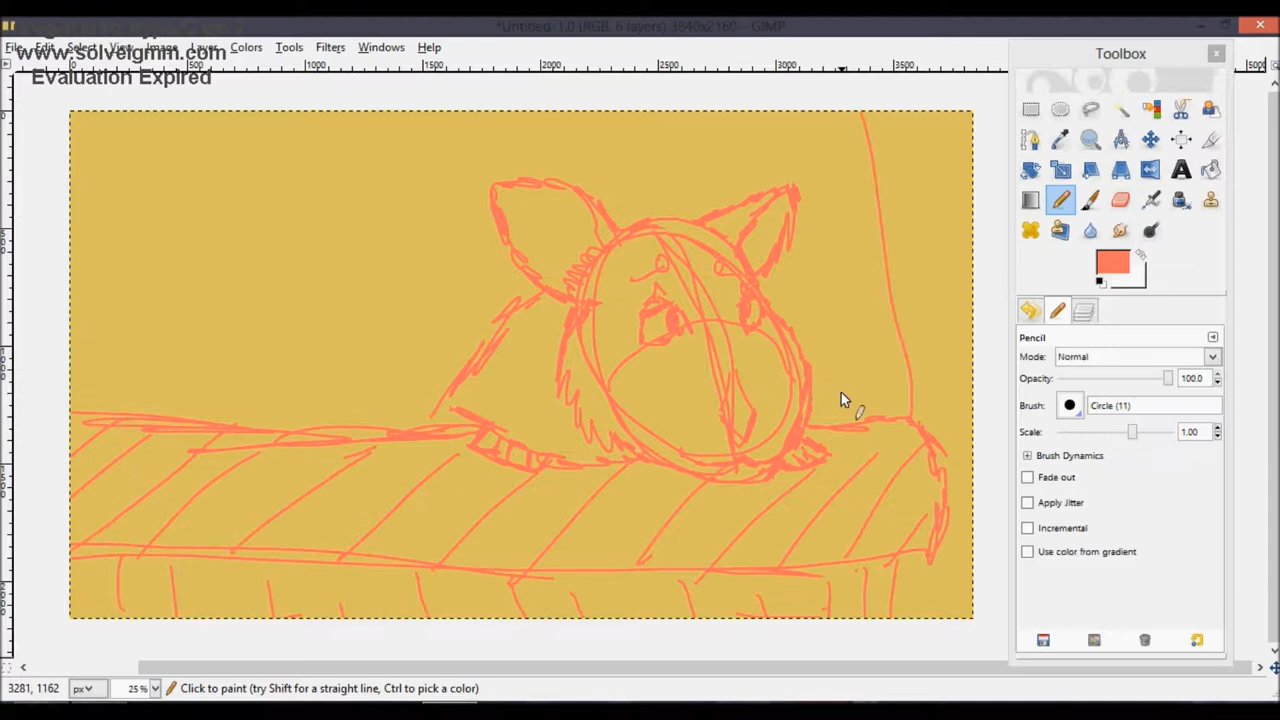 *Untitled-1.0 (RGB, 6 layers) 3840x2160 – GIMP
File Edit Select View Image Layer Colors Tools Filters Windows Help
www.solveigmm.com
Evaluation Expired
0 500 1000 1500 2000 2500 3000 3500 5000
Toolbox
Pencil
Mode: Normal
Opacity: 100.0
Brush: Circle (11)
Scale: 1.00
Brush Dynamics
Fade out
Apply Jitter
Incremental
Use color from gradient
3281, 1162 px 25 % Click to paint (try Shift for a straight line, Ctrl to pick a color)